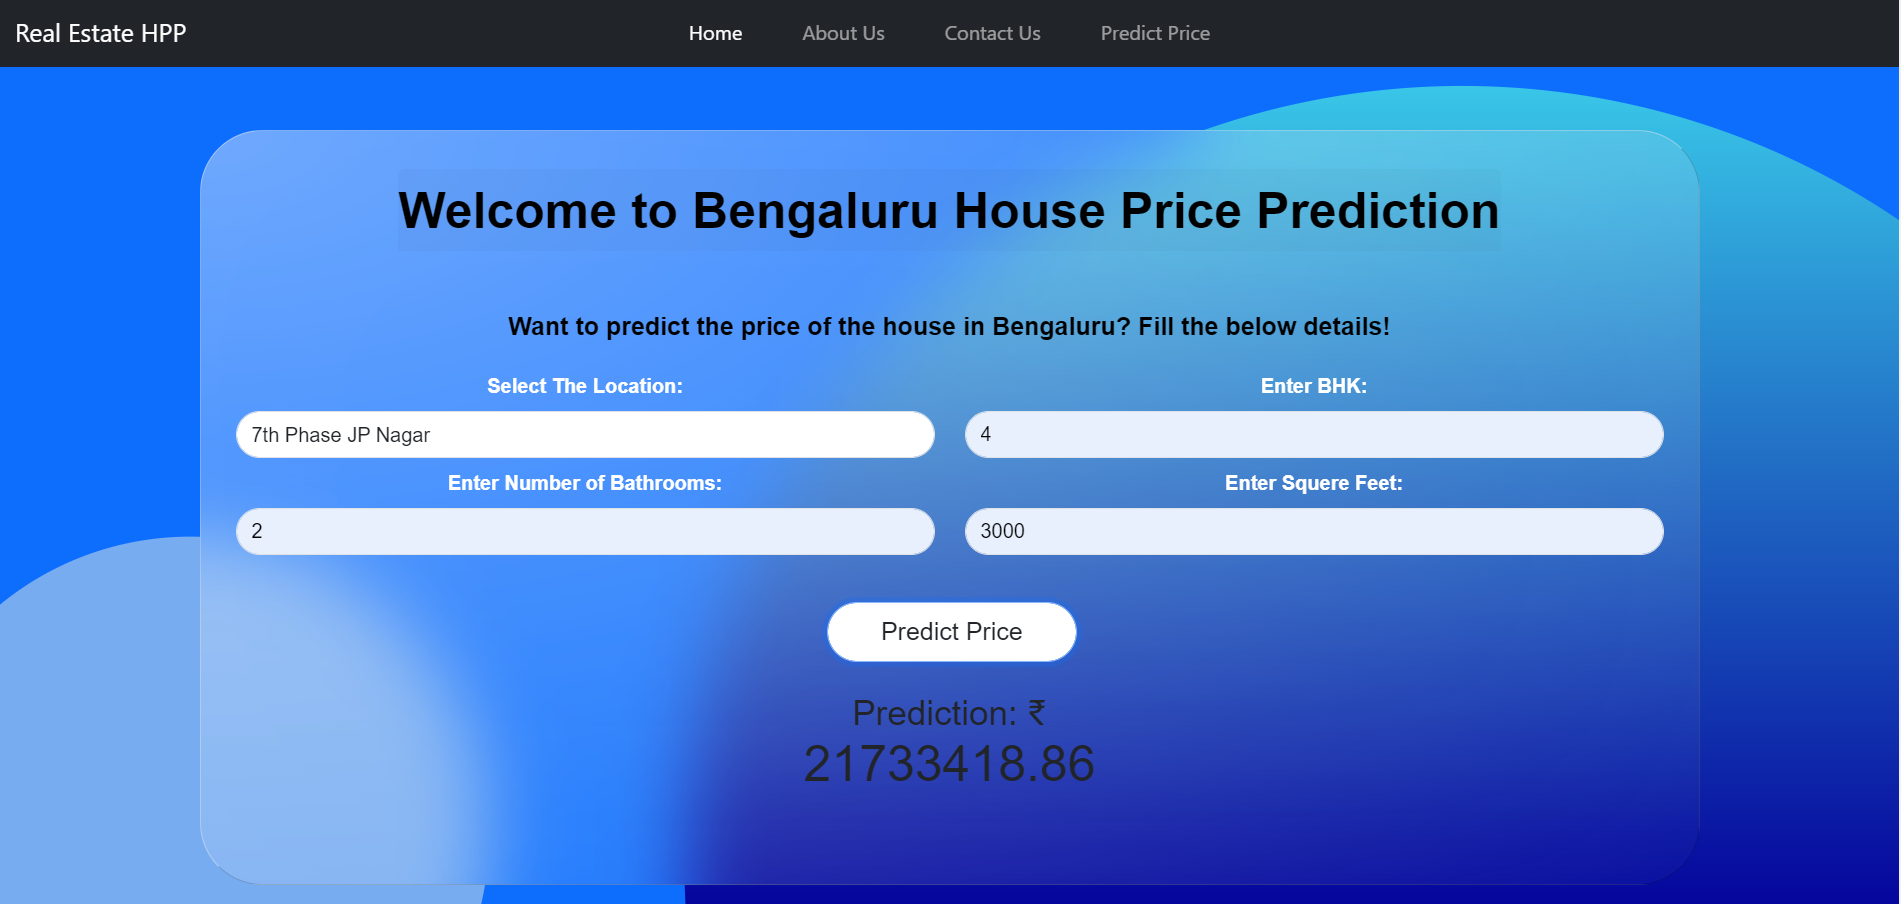 Real Estate HPP
Home
About Us
Contact Us
Predict Price
Welcome to Bengaluru House Price Prediction
Want to predict the price of the house in Bengaluru? Fill the below details!
Select The Location:
Enter BHK:
7th Phase JP Nagar
4
Enter Number of Bathrooms:
Enter Squere Feet:
2
3000
Predict Price
Prediction: ₹
21733418.86